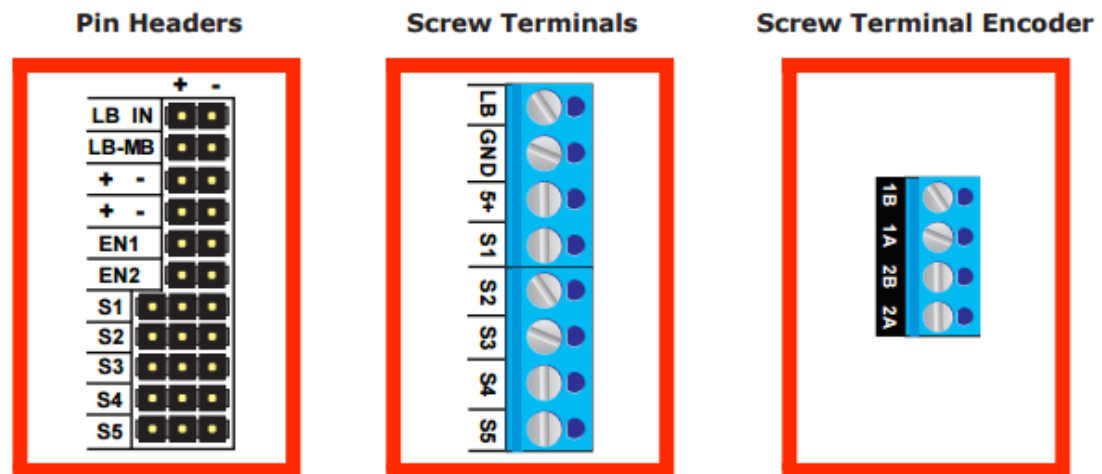 Pin Headers
Screw Terminals
Screw Terminal Encoder
+ -
LB IN
LB-MB
+ -
+ -
EN1
EN2
S1
S2
S3
S4
S5
LB
GND
5+
S1
S2
S3
S4
S5
1B
1A
2B
2A